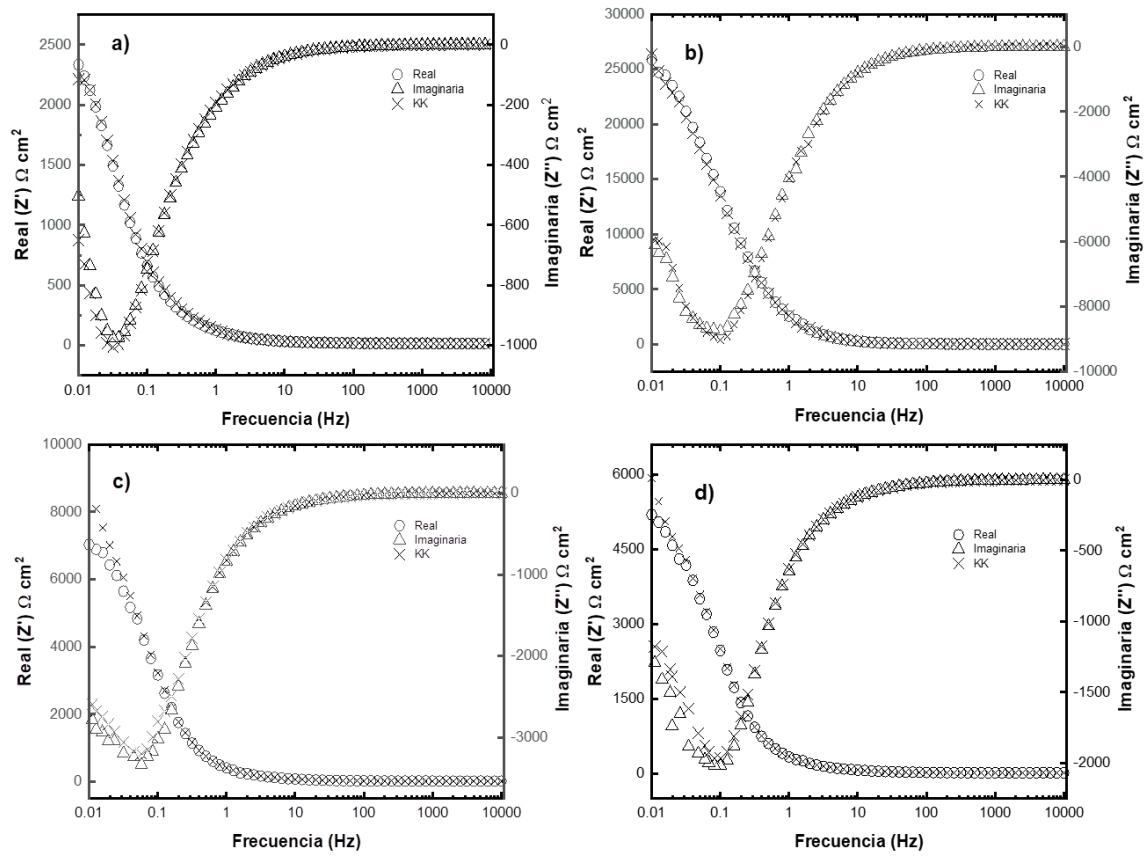 a)
2500
2000
1500
1000
500
0
Real (Z') Ω cm²
0
-200
-400
-600
-800
-1000
Imaginaria (Z'') Ω cm²
Real
Imaginaria
KK
0.01 0.1 1 10 100 1000 10000
Frecuencia (Hz)
b)
30000
25000
20000
15000
10000
5000
0
Real (Z') Ω cm²
0
-2000
-4000
-6000
-8000
-10000
Imaginaria (Z'') Ω cm²
Real
Imaginaria
KK
0.01 0.1 1 10 100 1000 10000
Frecuencia (Hz)
c)
10000
8000
6000
4000
2000
0
Real (Z') Ω cm²
0
-1000
-2000
-3000
Imaginaria (Z'') Ω cm²
Real
Imaginaria
KK
0.01 0.1 1 10 100 1000 10000
Frecuencia (Hz)
d)
6000
4500
3000
1500
0
Real (Z') Ω cm²
0
-500
-1000
-1500
-2000
Imaginaria (Z'') Ω cm²
Real
Imaginaria
KK
0.01 0.1 1 10 100 1000 10000
Frecuencia (Hz)